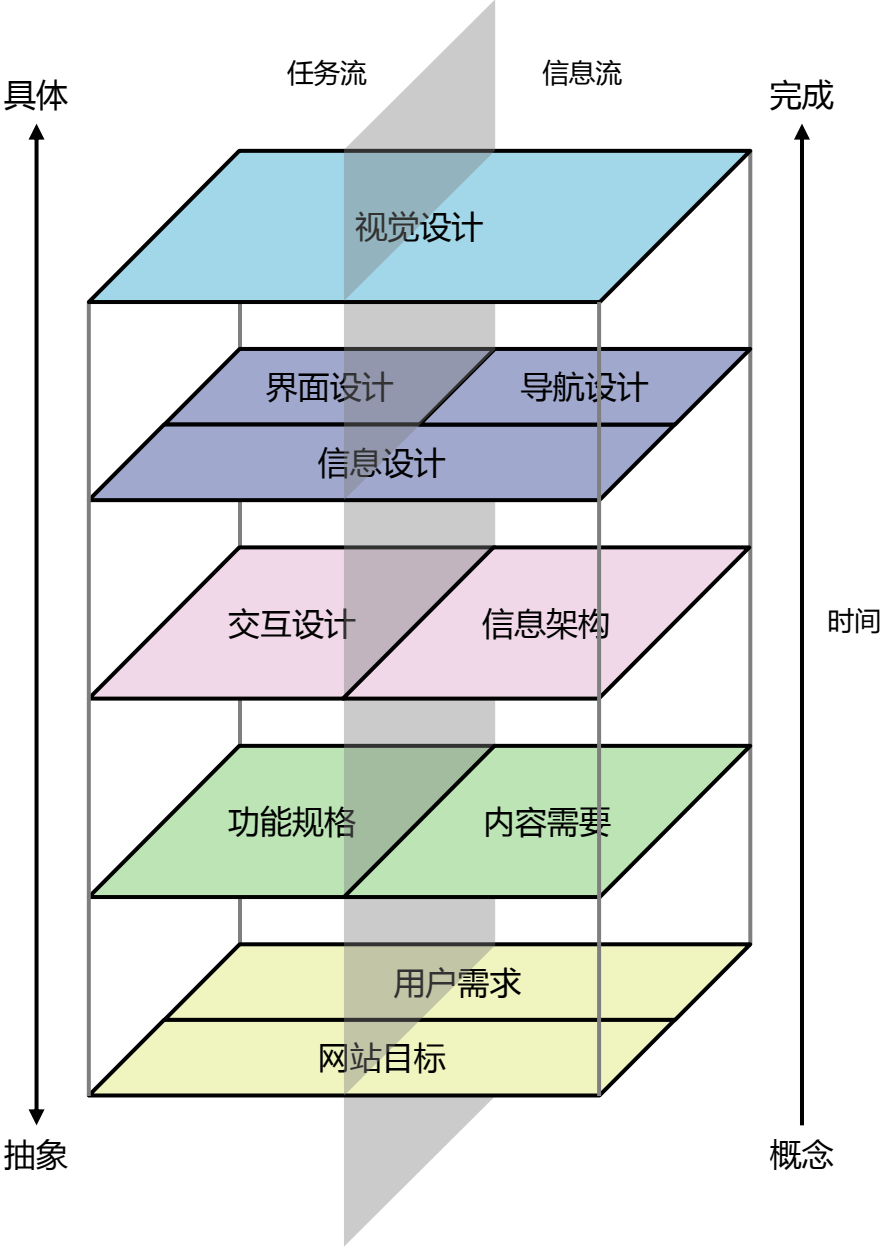 任务流
信息流
具体
完成
视觉设计
界面设计
导航设计
信息设计
交互设计
信息架构
时间
功能规格
内容需要
用户需求
网站目标
抽象
概念